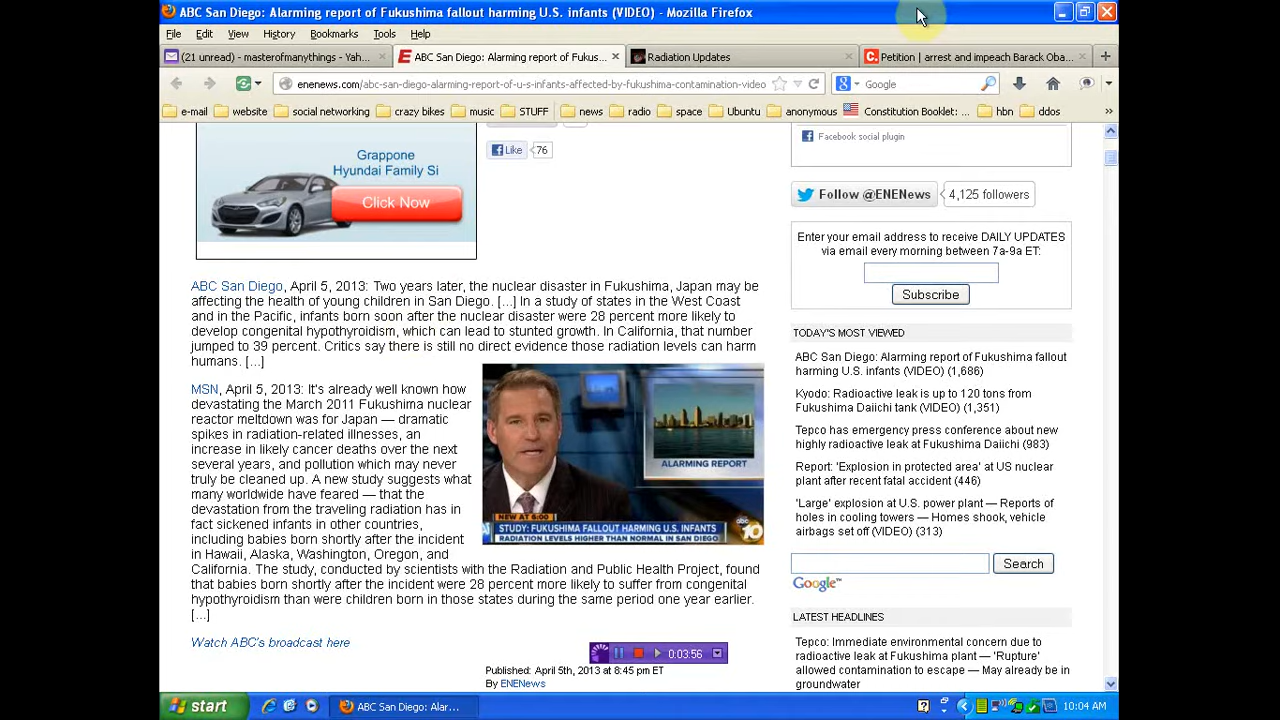 ABC San Diego: Alarming report of Fukushima fallout harming U.S. infants (VIDEO) - Mozilla Firefox
File Edit View History Bookmarks Tools Help
(21 unread) - masterofmanythings - Yah...
ABC San Diego: Alarming report of Fukus...
Radiation Updates
Petition | arrest and impeach Barack Oba...
enenews.com/abc-san-diego-alarming-report-of-u-s-infants-affected-by-fukushima-contamination-video
Google
e-mail website social networking crazy bikes music STUFF news radio space Ubuntu anonymous Constitution Booklet: ... hbn ddos
Grappone
Hyundai Family Si
Click Now
Like 76
ABC San Diego, April 5, 2013: Two years later, the nuclear disaster in Fukushima, Japan may be
affecting the health of young children in San Diego. [...] In a study of states in the West Coast
and in the Pacific, infants born soon after the nuclear disaster were 28 percent more likely to
develop congenital hypothyroidism, which can lead to stunted growth. In California, that number
jumped to 39 percent. Critics say there is still no direct evidence those radiation levels can harm
humans. [...]
MSN, April 5, 2013: It's already well known how
devastating the March 2011 Fukushima nuclear
reactor meltdown was for Japan — dramatic
spikes in radiation-related illnesses, an
increase in likely cancer deaths over the next
several years, and pollution which may never
truly be cleaned up. A new study suggests what
many worldwide have feared — that the
devastation from the traveling radiation has in
fact sickened infants in other countries,
including babies born shortly after the incident
in Hawaii, Alaska, Washington, Oregon, and
California. The study, conducted by scientists with the Radiation and Public Health Project, found
that babies born shortly after the incident were 28 percent more likely to suffer from congenital
hypothyroidism than were children born in those states during the same period one year earlier.
[...]
ALARMING REPORT
NEW AT 6:00
STUDY: FUKUSHIMA FALLOUT HARMING U.S. INFANTS
RADIATION LEVELS HIGHER THAN NORMAL IN SAN DIEGO
abc 10
Watch ABC's broadcast here
0:03:56
Published: April 5th, 2013 at 8:45 pm ET
By ENENews
Facebook social plugin
Follow @ENENews 4,125 followers
Enter your email address to receive DAILY UPDATES
via email every morning between 7a-9a ET:
Subscribe
TODAY'S MOST VIEWED
ABC San Diego: Alarming report of Fukushima fallout
harming U.S. infants (VIDEO) (1,686)
Kyodo: Radioactive leak is up to 120 tons from
Fukushima Daiichi tank (VIDEO) (1,351)
Tepco has emergency press conference about new
highly radioactive leak at Fukushima Daiichi (983)
Report: 'Explosion in protected area' at US nuclear
plant after recent fatal accident (446)
'Large' explosion at U.S. power plant — Reports of
holes in cooling towers — Homes shook, vehicle
airbags set off (VIDEO) (313)
Search
Google™
LATEST HEADLINES
Tepco: Immediate environmental concern due to
radioactive leak at Fukushima plant — 'Rupture'
allowed contamination to escape — May already be in
groundwater
start
ABC San Diego: Alar...
10:04 AM